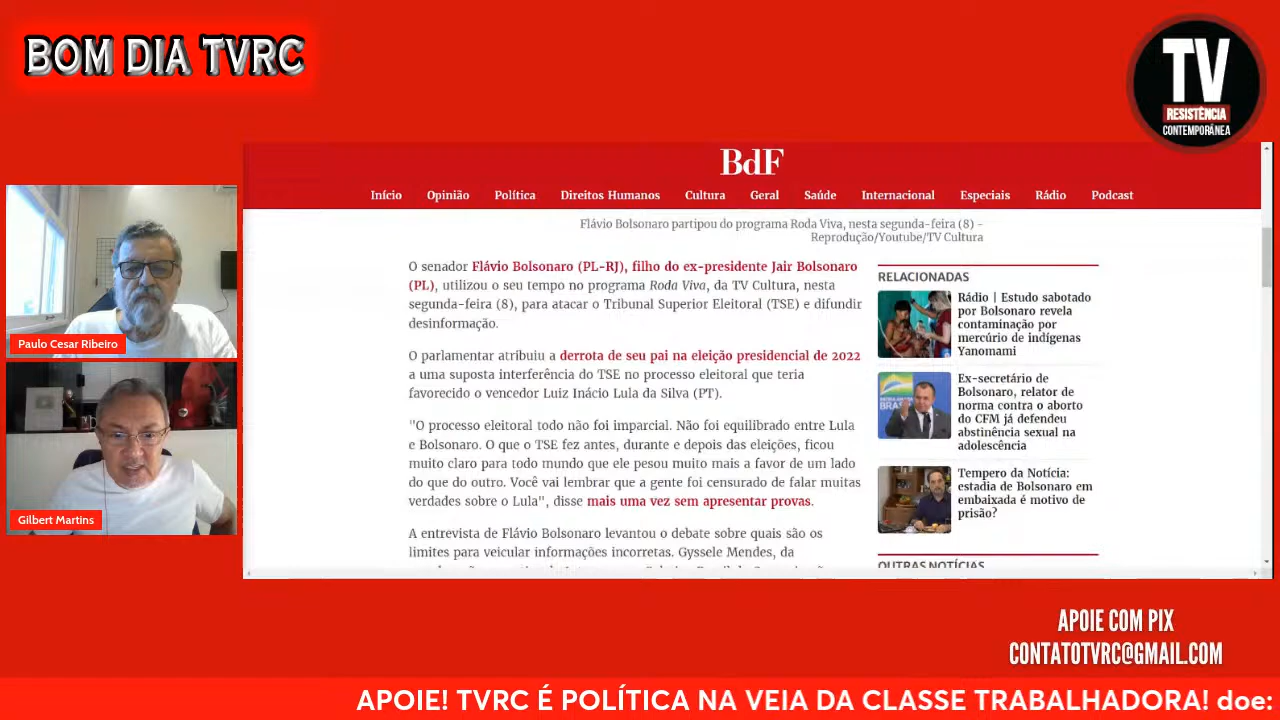 BOM DIA TVRC
TV
RESISTÊNCIA
CONTEMPORÂNEA
BdF
Início Opinião Política Direitos Humanos Cultura Geral Saúde Internacional Especiais Rádio Podcast
Flávio Bolsonaro partipou do programa Roda Viva, nesta segunda-feira (8) -
Reprodução/Youtube/TV Cultura
O senador Flávio Bolsonaro (PL-RJ), filho do ex-presidente Jair Bolsonaro
(PL), utilizou o seu tempo no programa Roda Viva, da TV Cultura, nesta
segunda-feira (8), para atacar o Tribunal Superior Eleitoral (TSE) e difundir
desinformação.
O parlamentar atribuiu a derrota de seu pai na eleição presidencial de 2022
a uma suposta interferência do TSE no processo eleitoral que teria
favorecido o vencedor Luiz Inácio Lula da Silva (PT).
"O processo eleitoral todo não foi imparcial. Não foi equilibrado entre Lula
e Bolsonaro. O que o TSE fez antes, durante e depois das eleições, ficou
muito claro para todo mundo que ele pesou muito mais a favor de um lado
do que do outro. Você vai lembrar que a gente foi censurado de falar muitas
verdades sobre o Lula", disse mais uma vez sem apresentar provas.
A entrevista de Flávio Bolsonaro levantou o debate sobre quais são os
limites para veicular informações incorretas. Gyssele Mendes, da
RELACIONADAS
Rádio | Estudo sabotado
por Bolsonaro revela
contaminação por
mercúrio de indígenas
Yanomami
Ex-secretário de
Bolsonaro, relator de
norma contra o aborto
do CFM já defendeu
abstinência sexual na
adolescência
Tempero da Notícia:
estadia de Bolsonaro em
embaixada é motivo de
prisão?
OUTRAS NOTÍCIAS
Paulo Cesar Ribeiro
Gilbert Martins
APOIE COM PIX
CONTATOTVRC@GMAIL.COM
APOIE! TVRC É POLÍTICA NA VEIA DA CLASSE TRABALHADORA! doe: